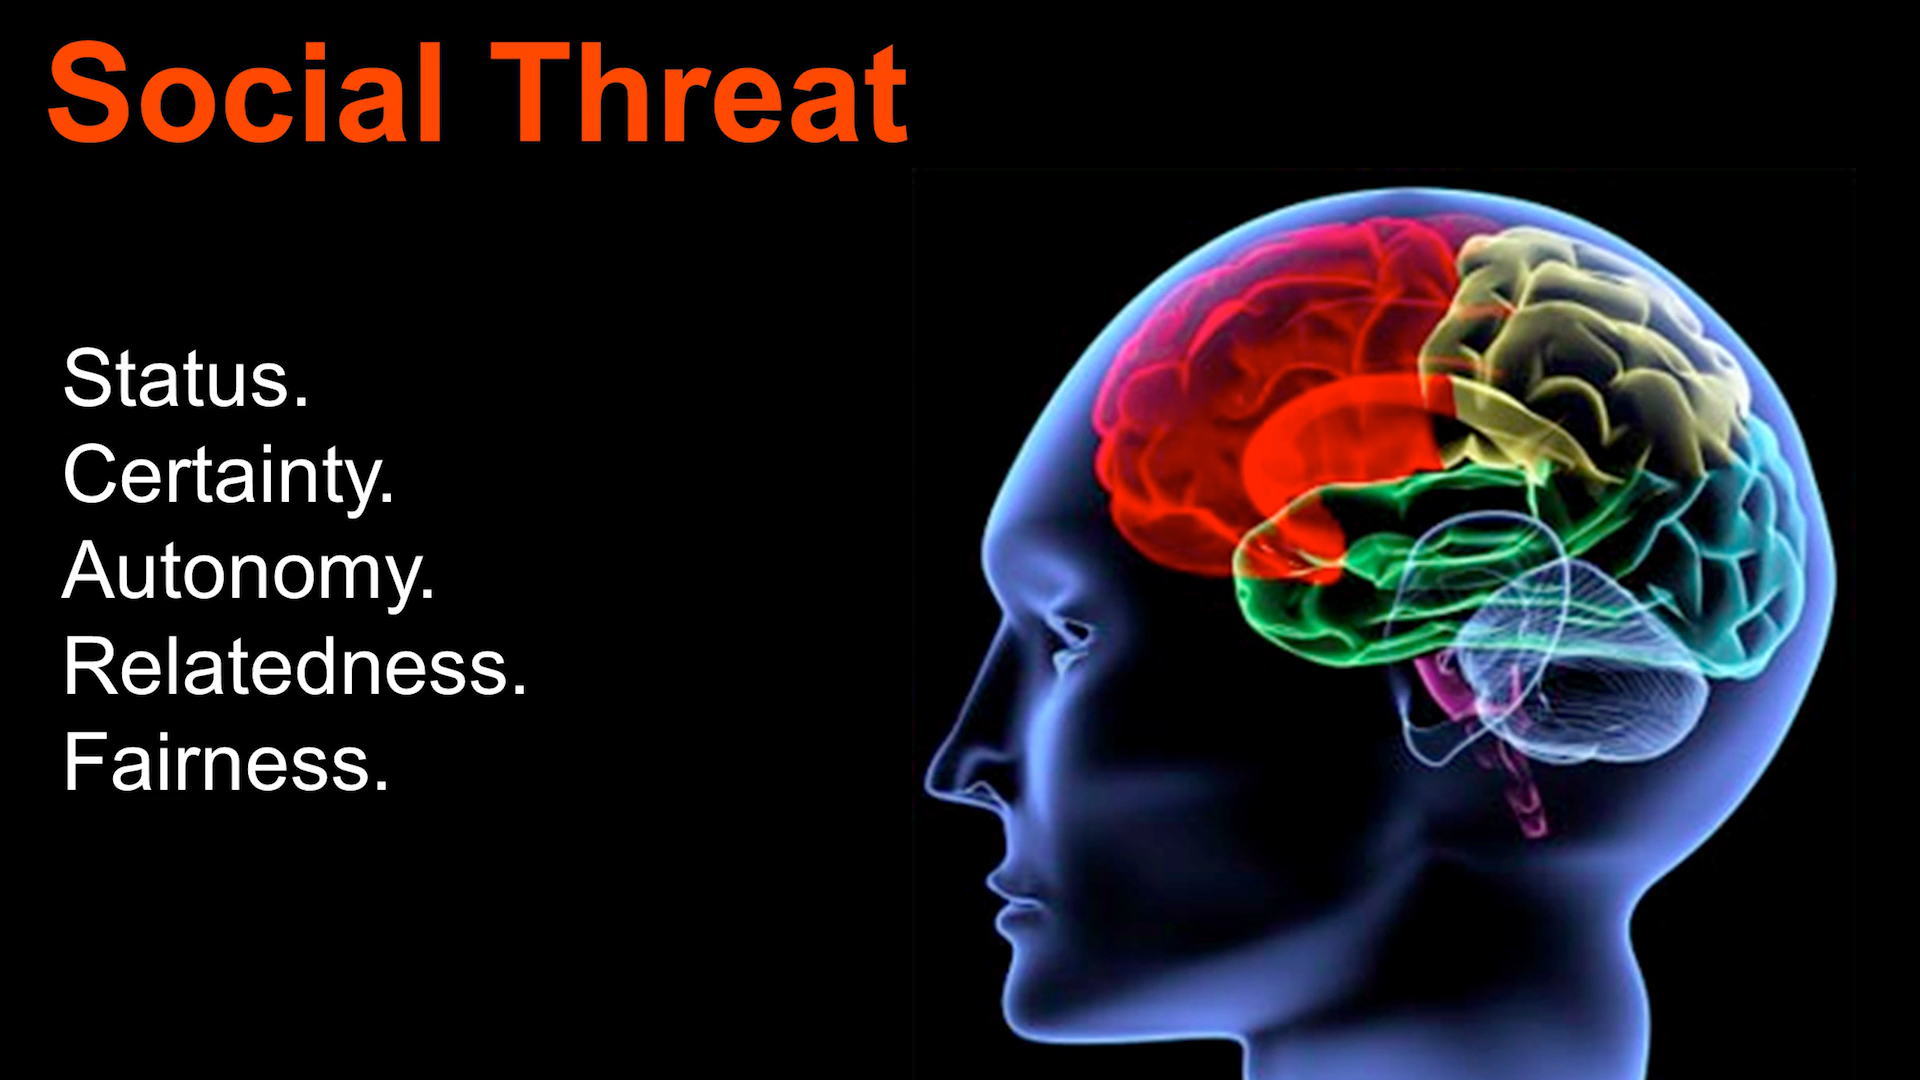 Social Threat
Status.
Certainty.
Autonomy.
Relatedness.
Fairness.